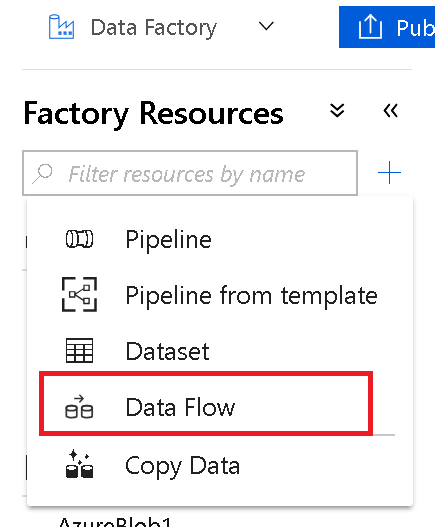 Data Factory
Pub
Factory Resources
Filter resources by name
Pipeline
Pipeline from template
Dataset
Data Flow
Copy Data
AzureBlob1